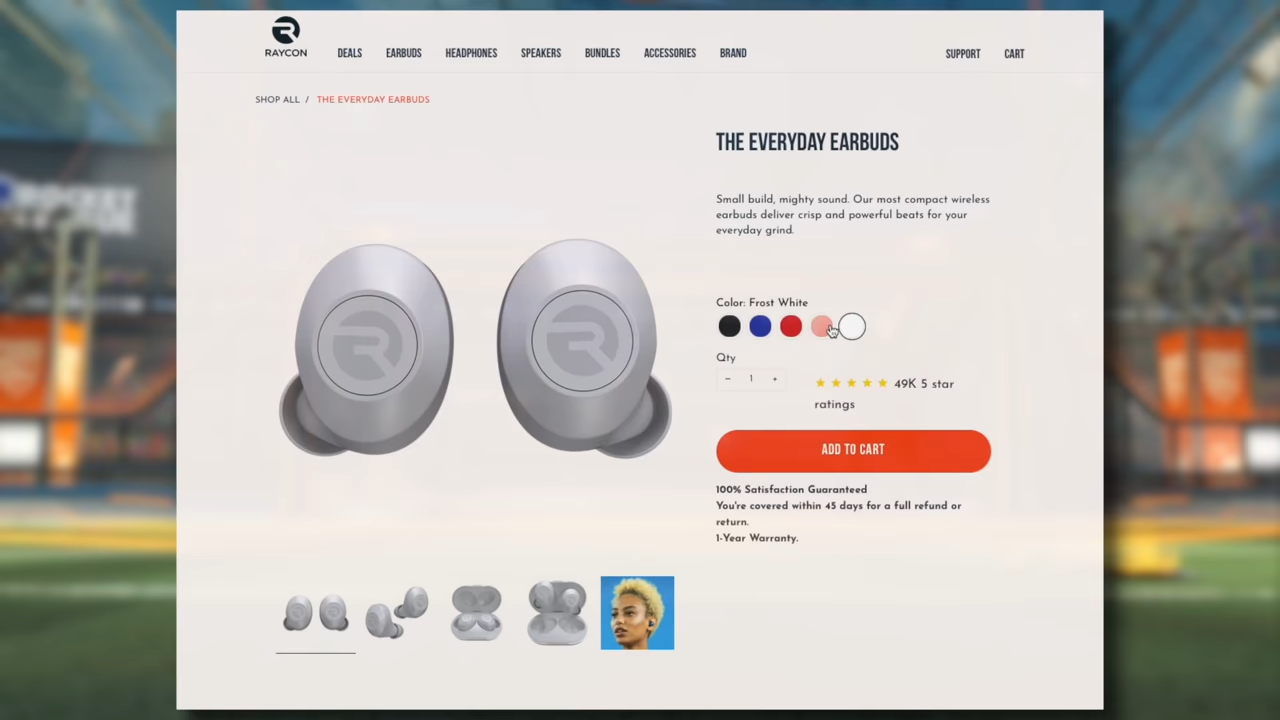 RAYCON
DEALS
EARBUDS
HEADPHONES
SPEAKERS
BUNDLES
ACCESSORIES
BRAND
SUPPORT
CART
SHOP ALL / THE EVERYDAY EARBUDS
THE EVERYDAY EARBUDS
Small build, mighty sound. Our most compact wireless
earbuds deliver crisp and powerful beats for your
everyday grind.
Color: Frost White
Qty
− 1 +
49K 5 star
ratings
ADD TO CART
100% Satisfaction Guaranteed
You're covered within 45 days for a full refund or
return.
1-Year Warranty.